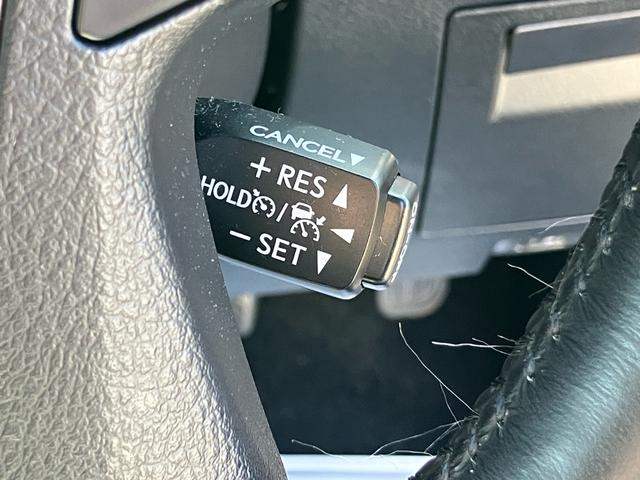 CANCEL▼
+ RES ▲
HOLD / ◀
− SET ▼